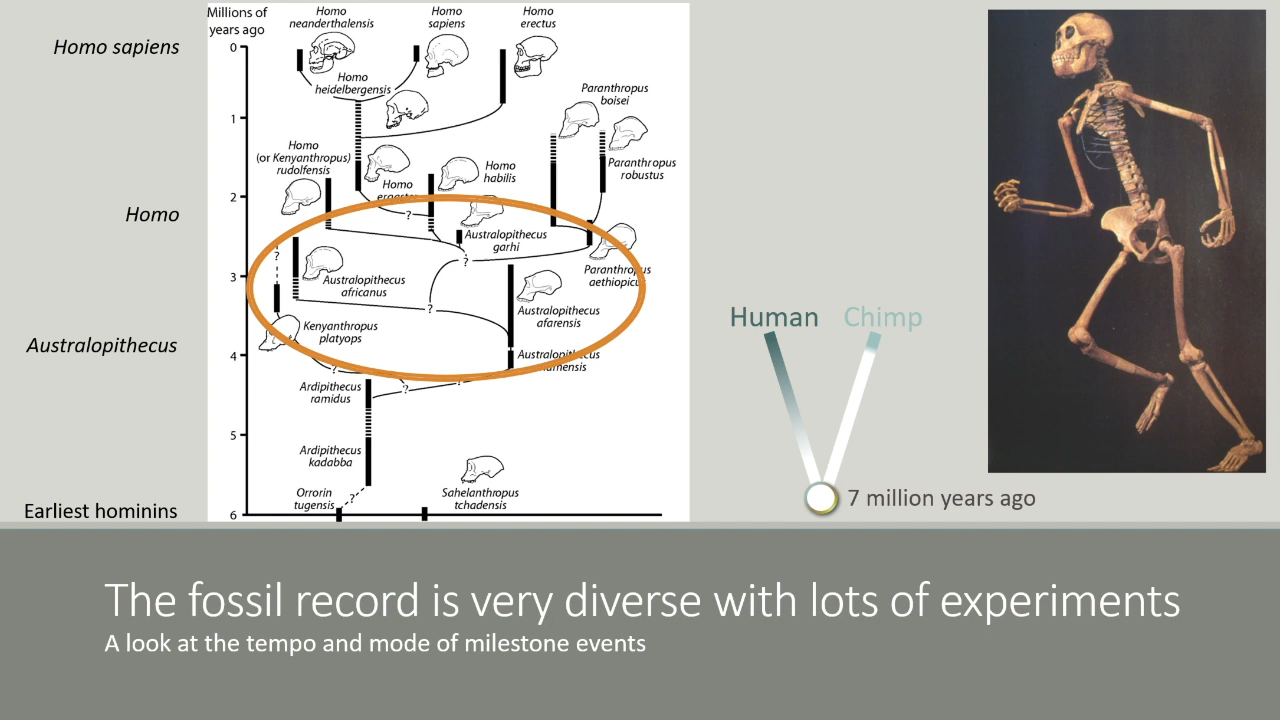 Millions of
years ago
Homo
neanderthalensis
Homo
sapiens
Homo
erectus
Homo sapiens
0
Homo
heidelbergensis
Paranthropus
boisei
1
Homo
(or Kenyanthropus)
rudolfensis
Homo
habilis
Paranthropus
robustus
Homo
2
Homo
?
Australopithecus
garhi
?
?
3
Australopithecus
africanus
Paranthropus
aethiopicus
?
Australopithecus
afarensis
Kenyanthropus
platyops
Human
Chimp
Australopithecus
4
?
?
?
Ardipithecus
ramidus
5
Ardipithecus
kadabba
Orrorin
tugensis
?
Sahelanthropus
tchadensis
7 million years ago
Earliest hominins
6
The fossil record is very diverse with lots of experiments
A look at the tempo and mode of milestone events